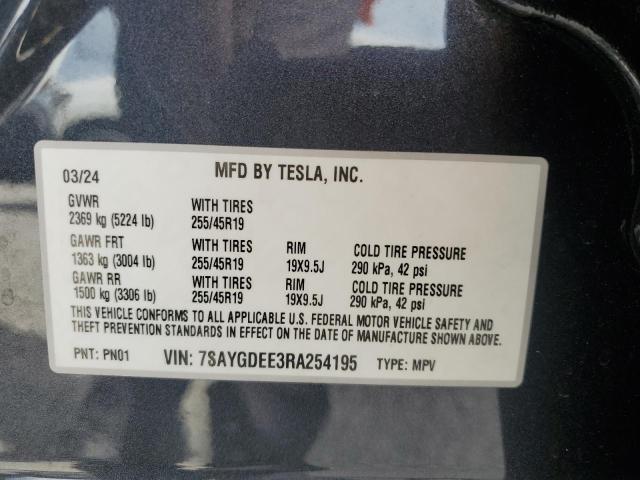 03/24 MFD BY TESLA, INC.
GVWR WITH TIRES
2369 kg (5224 lb) 255/45R19
GAWR FRT WITH TIRES RIM COLD TIRE PRESSURE
1363 kg (3004 lb) 255/45R19 19X9.5J 290 kPa, 42 psi
GAWR RR WITH TIRES RIM COLD TIRE PRESSURE
1500 kg (3306 lb) 255/45R19 19X9.5J 290 kPa, 42 psi
THIS VEHICLE CONFORMS TO ALL APPLICABLE U.S. FEDERAL MOTOR VEHICLE SAFETY AND
THEFT PREVENTION STANDARDS IN EFFECT ON THE DATE OF MANUFACTURE SHOWN ABOVE.
PNT: PN01 VIN: 7SAYGDEE3RA254195 TYPE: MPV